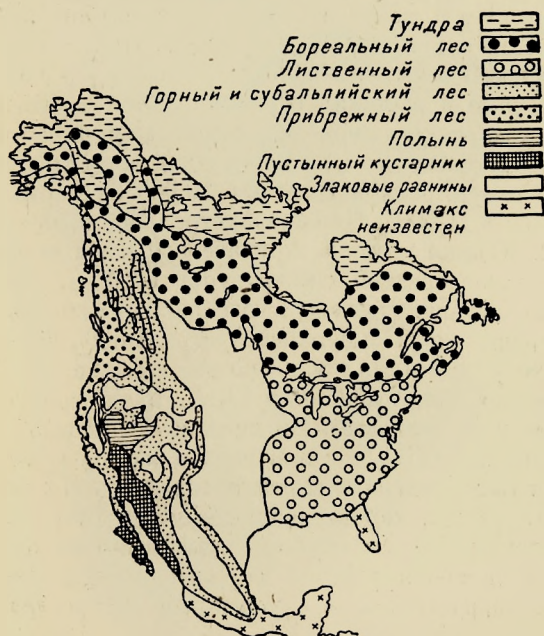 Тундра
Бореальный лес
Лиственный лес
Горный и субальпийский лес
Прибрежный лес
Полынь
Пустынный кустарник
Злаковые равнины
Климакс
неизвестен